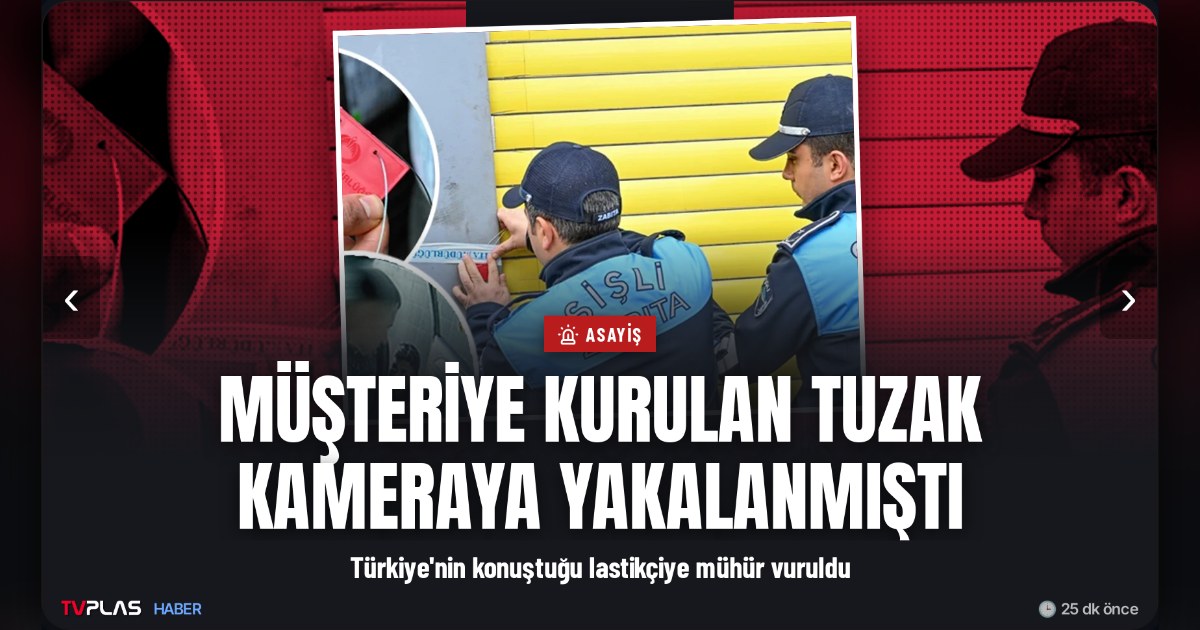 ZABITA
ŞİŞLİ
ZABITA
ASAYİŞ
MÜŞTERİYE KURULAN TUZAK
KAMERAYA YAKALANMIŞTI
Türkiye'nin konuştuğu lastikçiye mühür vuruldu
TVPLAS HABER
25 dk önce